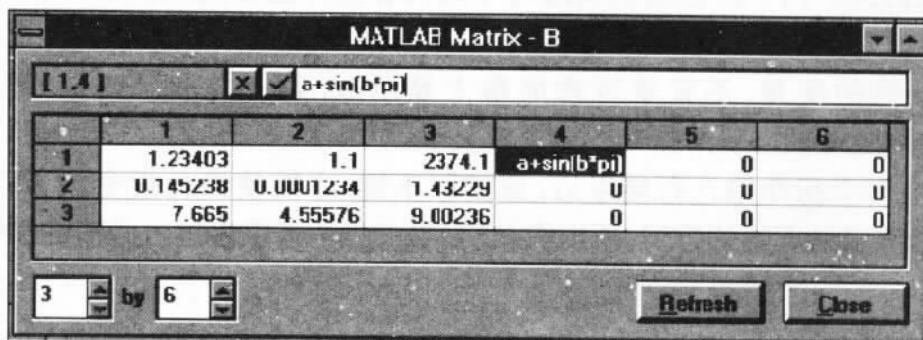 MATLAB Matrix - B
[ 1,4 ] a+sin(b*pi)
1 2 3 4 5 6
1 1.23403 1.1 2374.1 a+sin(b*pi) 0 0
2 0.145238 0.0001234 1.43229 0 0 0
3 7.665 4.55576 9.00236 0 0 0
3 by 6 Refresh Close